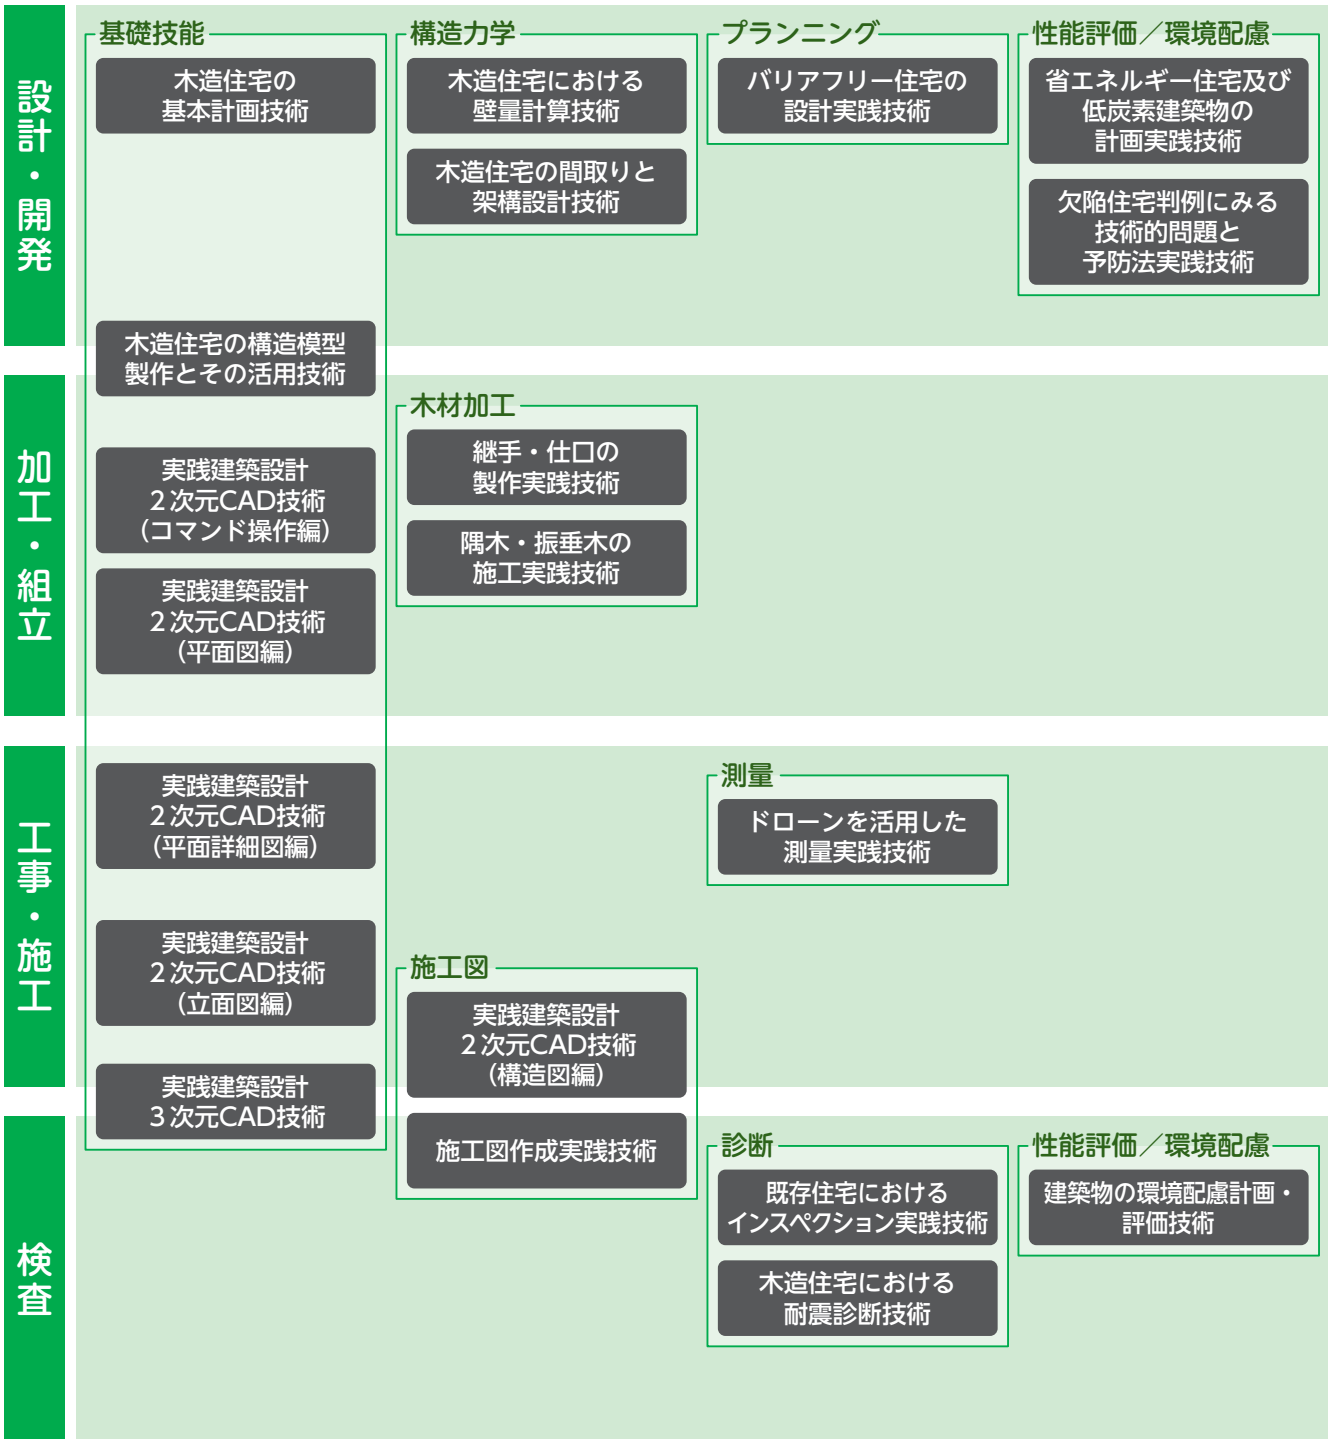 設計・開発
基礎技能
木造住宅の
基本計画技術
木造住宅の構造模型
製作とその活用技術
実践建築設計
２次元CAD技術
（コマンド操作編）
実践建築設計
２次元CAD技術
（平面図編）
実践建築設計
２次元CAD技術
（平面詳細図編）
実践建築設計
２次元CAD技術
（立面図編）
実践建築設計
３次元CAD技術
構造力学
木造住宅における
壁量計算技術
木造住宅の間取りと
架構設計技術
プランニング
バリアフリー住宅の
設計実践技術
性能評価／環境配慮
省エネルギー住宅及び
低炭素建築物の
計画実践技術
欠陥住宅判例にみる
技術的問題と
予防法実践技術
加工・組立
木材加工
継手・仕口の
製作実践技術
隅木・振垂木の
施工実践技術
工事・施工
測量
ドローンを活用した
測量実践技術
施工図
実践建築設計
２次元CAD技術
（構造図編）
施工図作成実践技術
検査
診断
既存住宅における
インスペクション実践技術
木造住宅における
耐震診断技術
性能評価／環境配慮
建築物の環境配慮計画・
評価技術